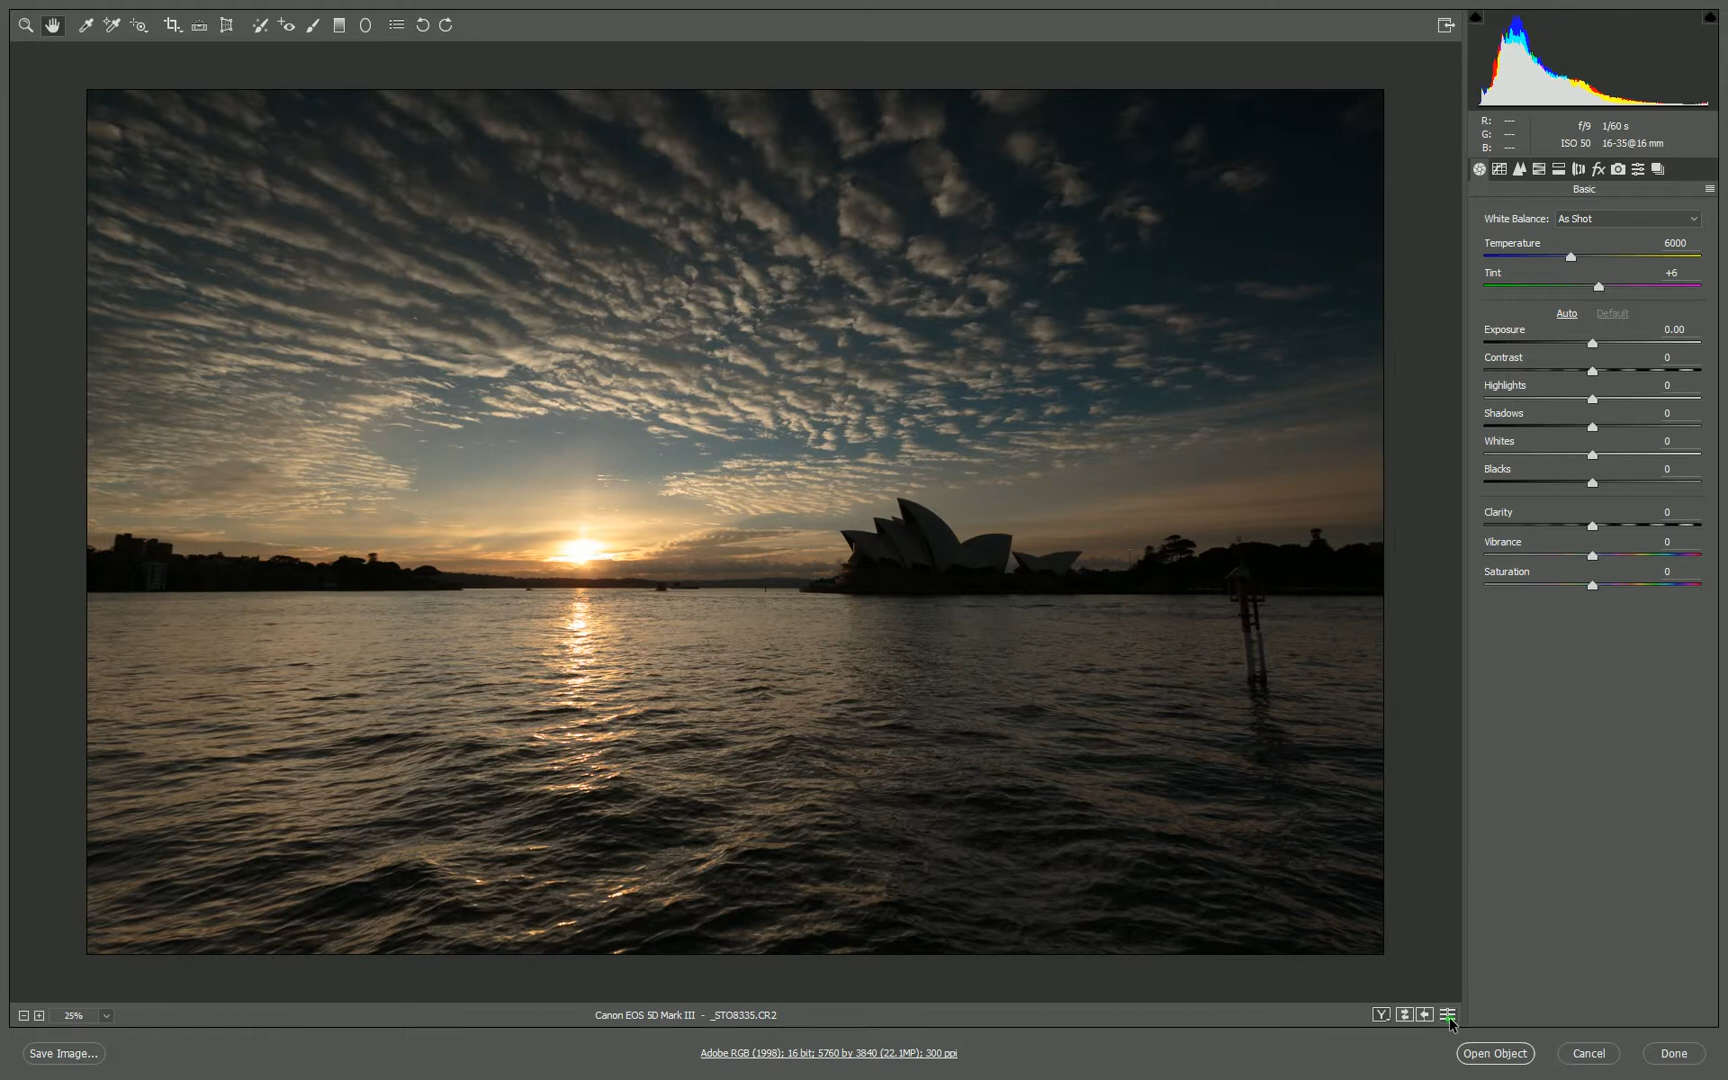 R: ---
G: ---
B: ---
f/9 1/60 s
ISO 50 16-35@16 mm
fx
Basic
White Balance: As Shot
Temperature 6000
Tint +6
Auto Default
Exposure 0.00
Contrast 0
Highlights 0
Shadows 0
Whites 0
Blacks 0
Clarity 0
Vibrance 0
Saturation 0
25%
Canon EOS 5D Mark III - _STO8335.CR2
Y
Save Image...
Adobe RGB (1998); 16 bit; 5760 by 3840 (22.1MP); 300 ppi
Open Object
Cancel
Done